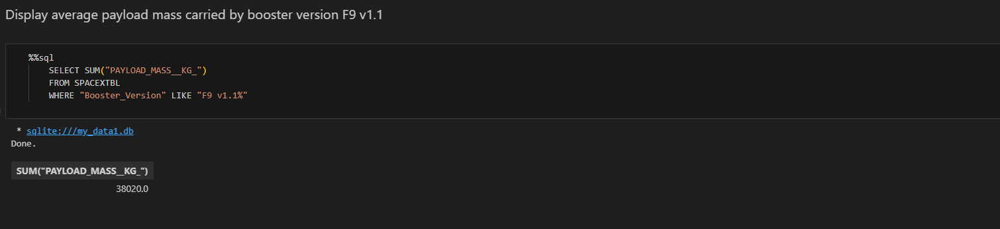 Display average payload mass carried by booster version F9 v1.1
%%sql
SELECT SUM("PAYLOAD_MASS__KG_")
FROM SPACEXTBL
WHERE "Booster_Version" LIKE "F9 v1.1%"
* sqlite:///my_data1.db
Done.
SUM("PAYLOAD_MASS__KG_")
38020.0